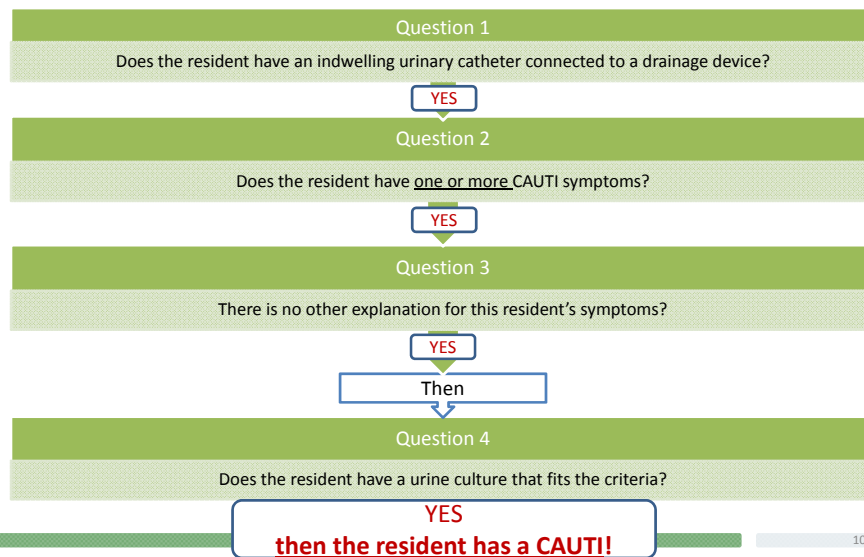 Question 1
Does the resident have an indwelling urinary catheter connected to a drainage device?
YES
Question 2
Does the resident have one or more CAUTI symptoms?
YES
Question 3
There is no other explanation for this resident’s symptoms?
YES
Then
Question 4
Does the resident have a urine culture that fits the criteria?
YES
then the resident has a CAUTI!
10